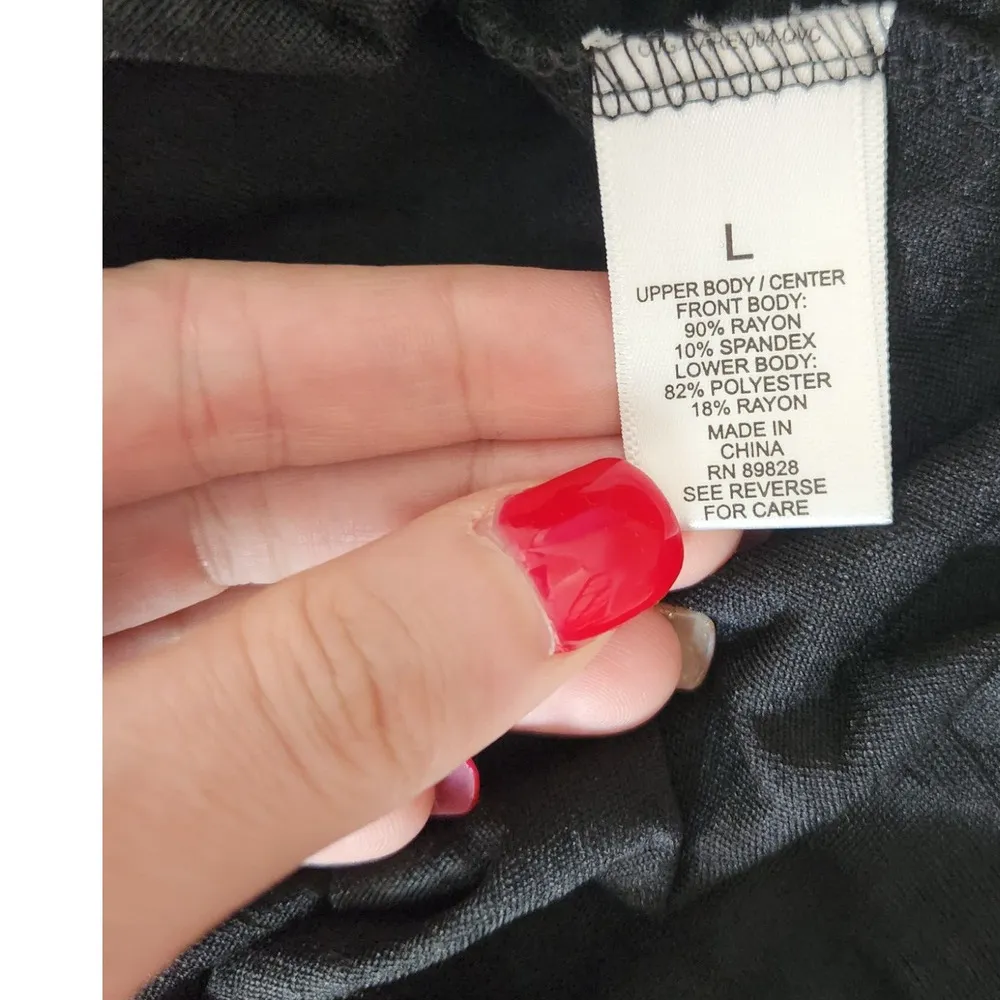 L
UPPER BODY / CENTER
FRONT BODY:
90% RAYON
10% SPANDEX
LOWER BODY:
82% POLYESTER
18% RAYON
MADE IN
CHINA
RN 89828
SEE REVERSE
FOR CARE